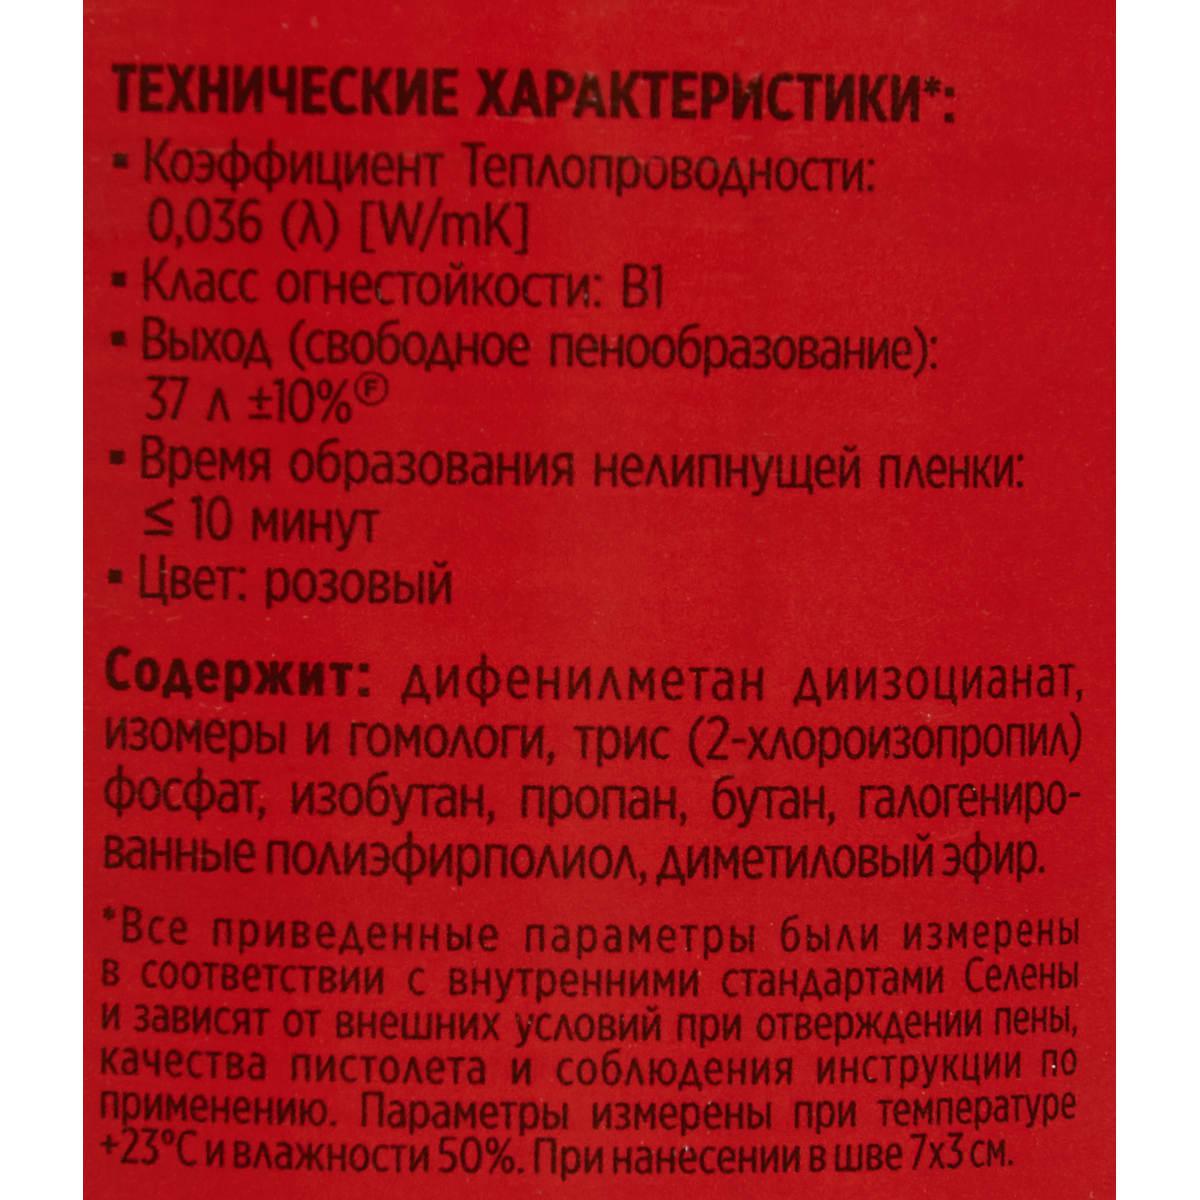 ТЕХНИЧЕСКИЕ ХАРАКТЕРИСТИКИ*:
▪ Коэффициент Теплопроводности:
0,036 (λ) [W/mK]
▪ Класс огнестойкости: B1
▪ Выход (свободное пенообразование):
37 л ±10%Ⓕ
▪ Время образования нелипнущей пленки:
≤ 10 минут
▪ Цвет: розовый
Содержит: дифенилметан диизоцианат,
изомеры и гомологи, трис (2-хлороизопропил)
фосфат, изобутан, пропан, бутан, галогениро-
ванные полиэфирполиол, диметиловый эфир.
*Все приведенные параметры были измерены
в соответствии с внутренними стандартами Селены
и зависят от внешних условий при отверждении пены,
качества пистолета и соблюдения инструкции по
применению. Параметры измерены при температуре
+23°C и влажности 50%. При нанесении в шве 7х3 см.